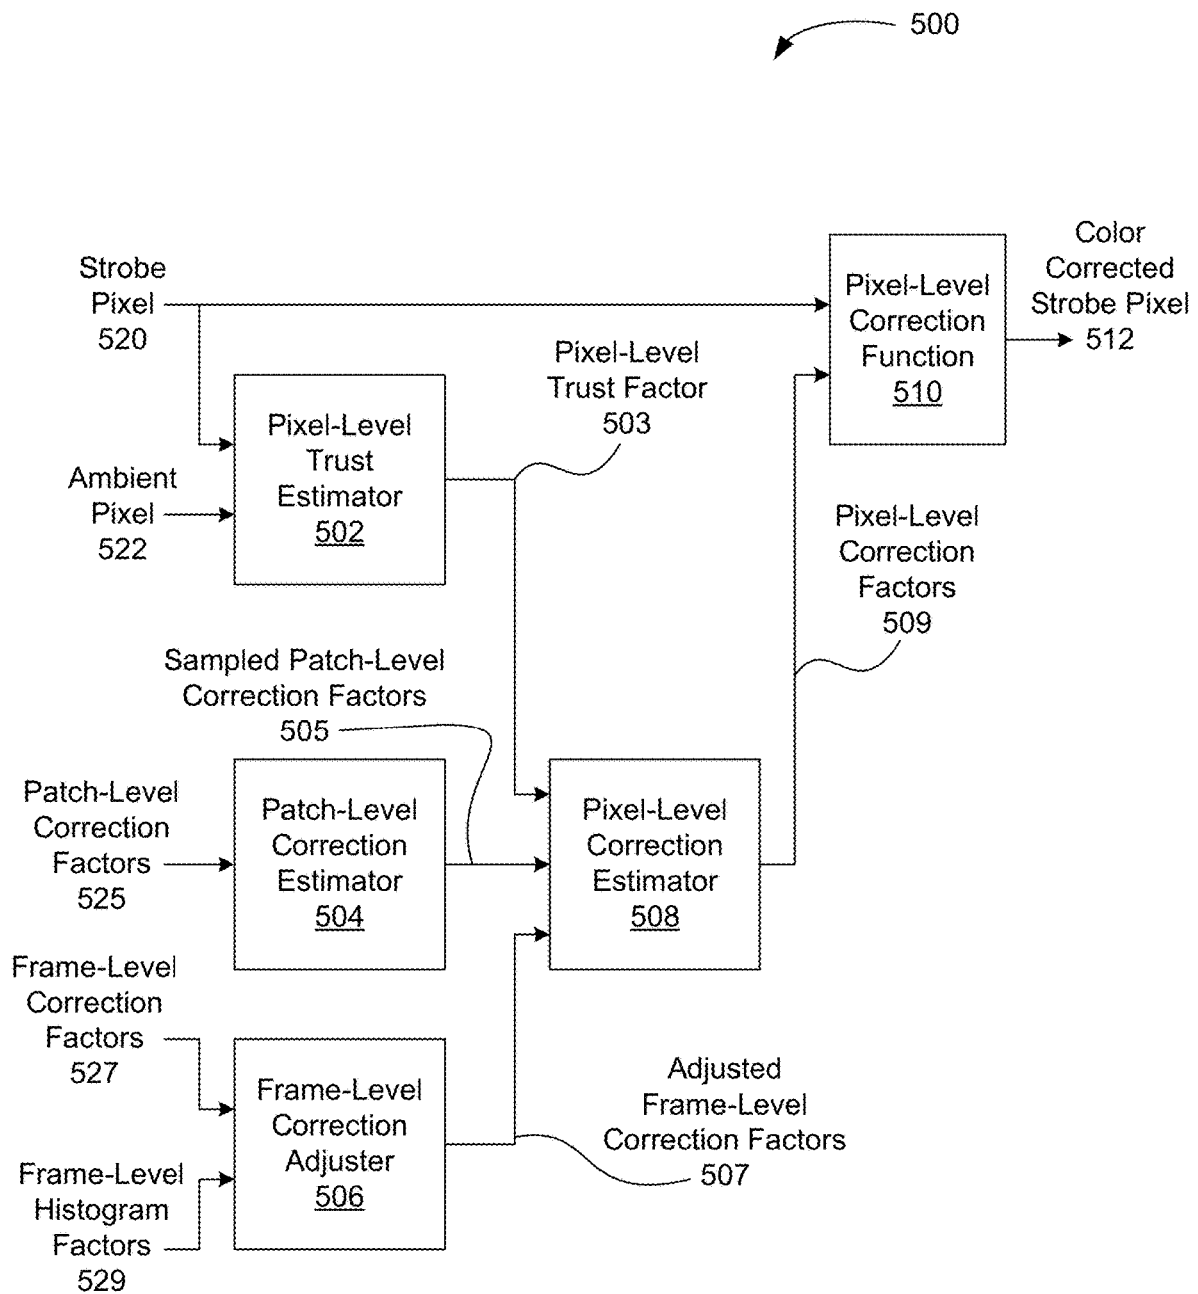 500
Strobe
Pixel
520
Ambient
Pixel
522
Pixel-Level
Trust
Estimator
502
Pixel-Level
Trust Factor
503
Pixel-Level
Correction
Function
510
Color
Corrected
Strobe Pixel
512
Pixel-Level
Correction
Factors
509
Sampled Patch-Level
Correction Factors
505
Patch-Level
Correction
Factors
525
Patch-Level
Correction
Estimator
504
Pixel-Level
Correction
Estimator
508
Frame-Level
Correction
Factors
527
Frame-Level
Histogram
Factors
529
Frame-Level
Correction
Adjuster
506
Adjusted
Frame-Level
Correction Factors
507